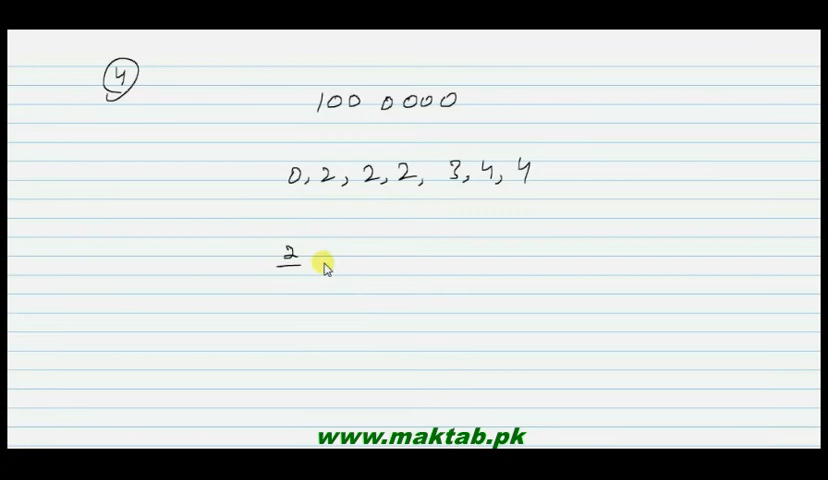 4
100 0000
0, 2, 2, 2, 3, 4, 4
2
www.maktab.pk